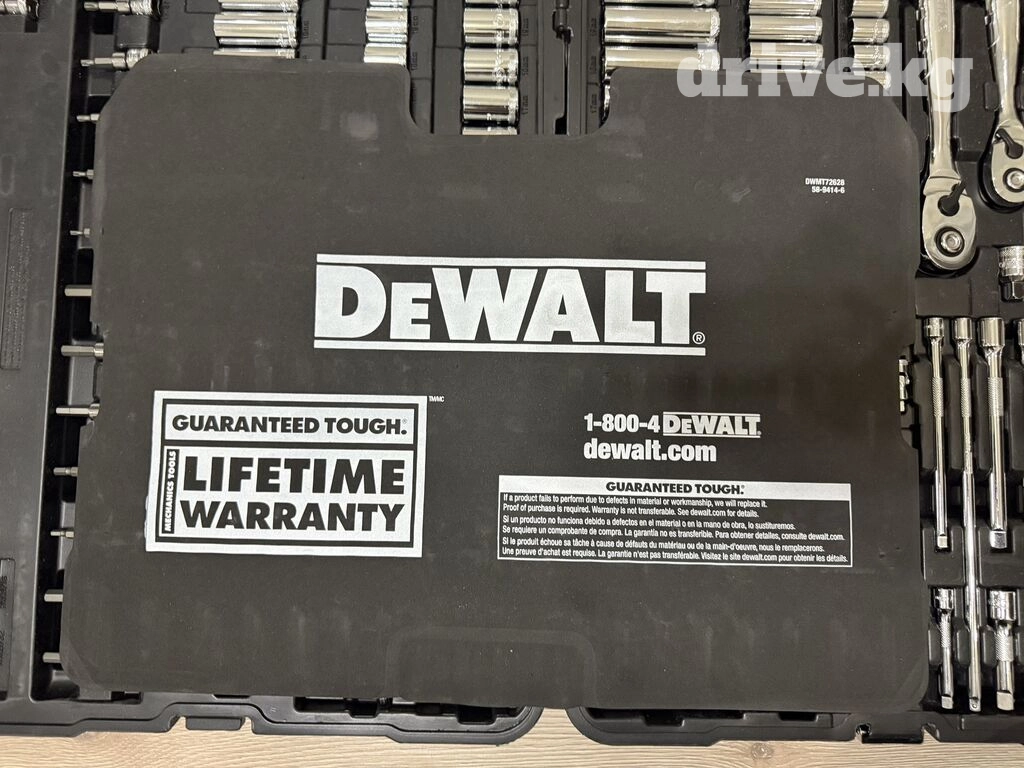 drive.kg
DWMT72628
58-9414-6
DEWALT®
GUARANTEED TOUGH.®
TWMC
MECHANICS TOOLS
LIFETIME
WARRANTY
1-800-4 DEWALT
dewalt.com
GUARANTEED TOUGH.®
If a product fails to perform due to defects in material or workmanship, we will replace it.
Proof of purchase is required. Warranty is not transferable. See dewalt.com for details.
Si un producto no funciona debido a defectos en el material o en la mano de obra, lo sustituiremos.
Se requiere un comprobante de compra. La garantía no es transferible. Para obtener detalles, consulte dewalt.com.
Si le produit échoue sa tâche à cause de défauts du matériau ou de la main-d'oeuvre, nous le remplacerons.
Une preuve d'achat est requise. La garantie n'est pas transférable. Visitez le site dewalt.com pour obtenir les détails.